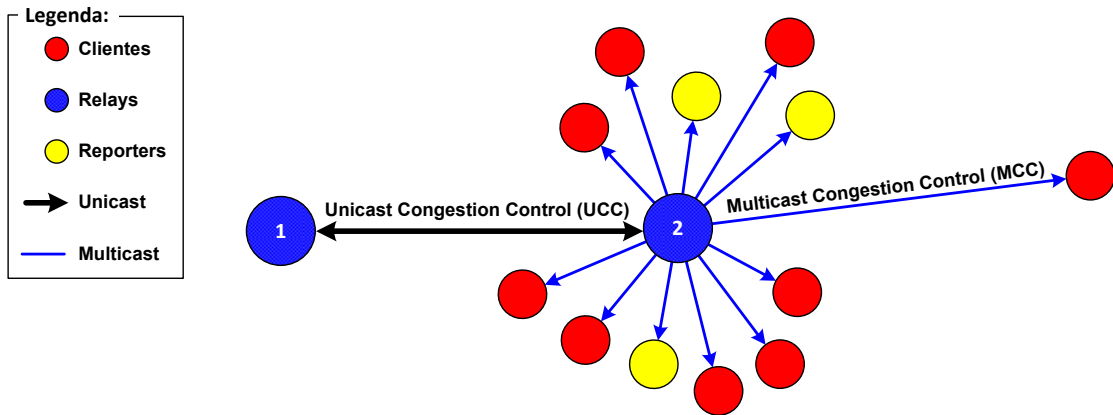 Legenda:
Clientes
Relays
Reporters
Unicast
Multicast
1
Unicast Congestion Control (UCC)
2
Multicast Congestion Control (MCC)